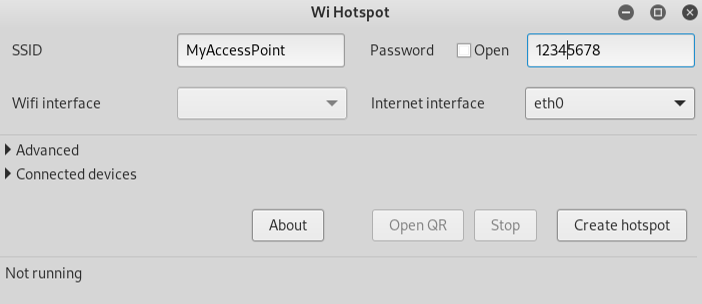 Wi Hotspot
SSID MyAccessPoint Password Open 12345678
Wifi interface Internet interface eth0
Advanced
Connected devices
About Open QR Stop Create hotspot
Not running